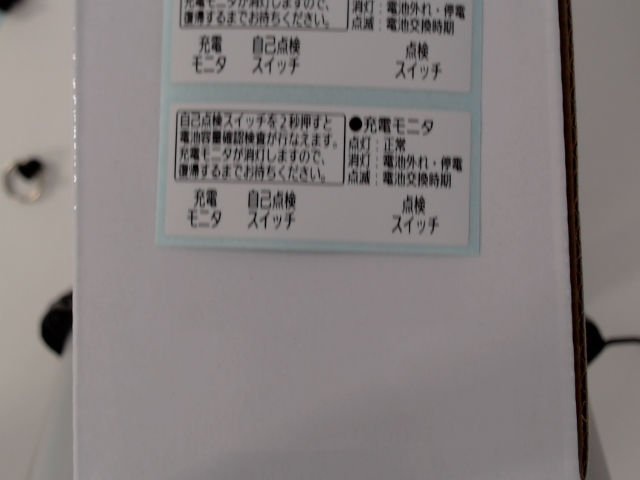 充電モニタが消灯しますので、
復帰するまでお待ちください。
消灯：電池外れ・停電
点滅：電池交換時期
充電
モニタ
自己点検
スイッチ
点検
スイッチ
自己点検スイッチを2秒押すと
電池容量確認検査が行なえます。
充電モニタが消灯しますので、
復帰するまでお待ちください。
●充電モニタ
点灯：正常
消灯：電池外れ・停電
点滅：電池交換時期
充電
モニタ
自己点検
スイッチ
点検
スイッチ